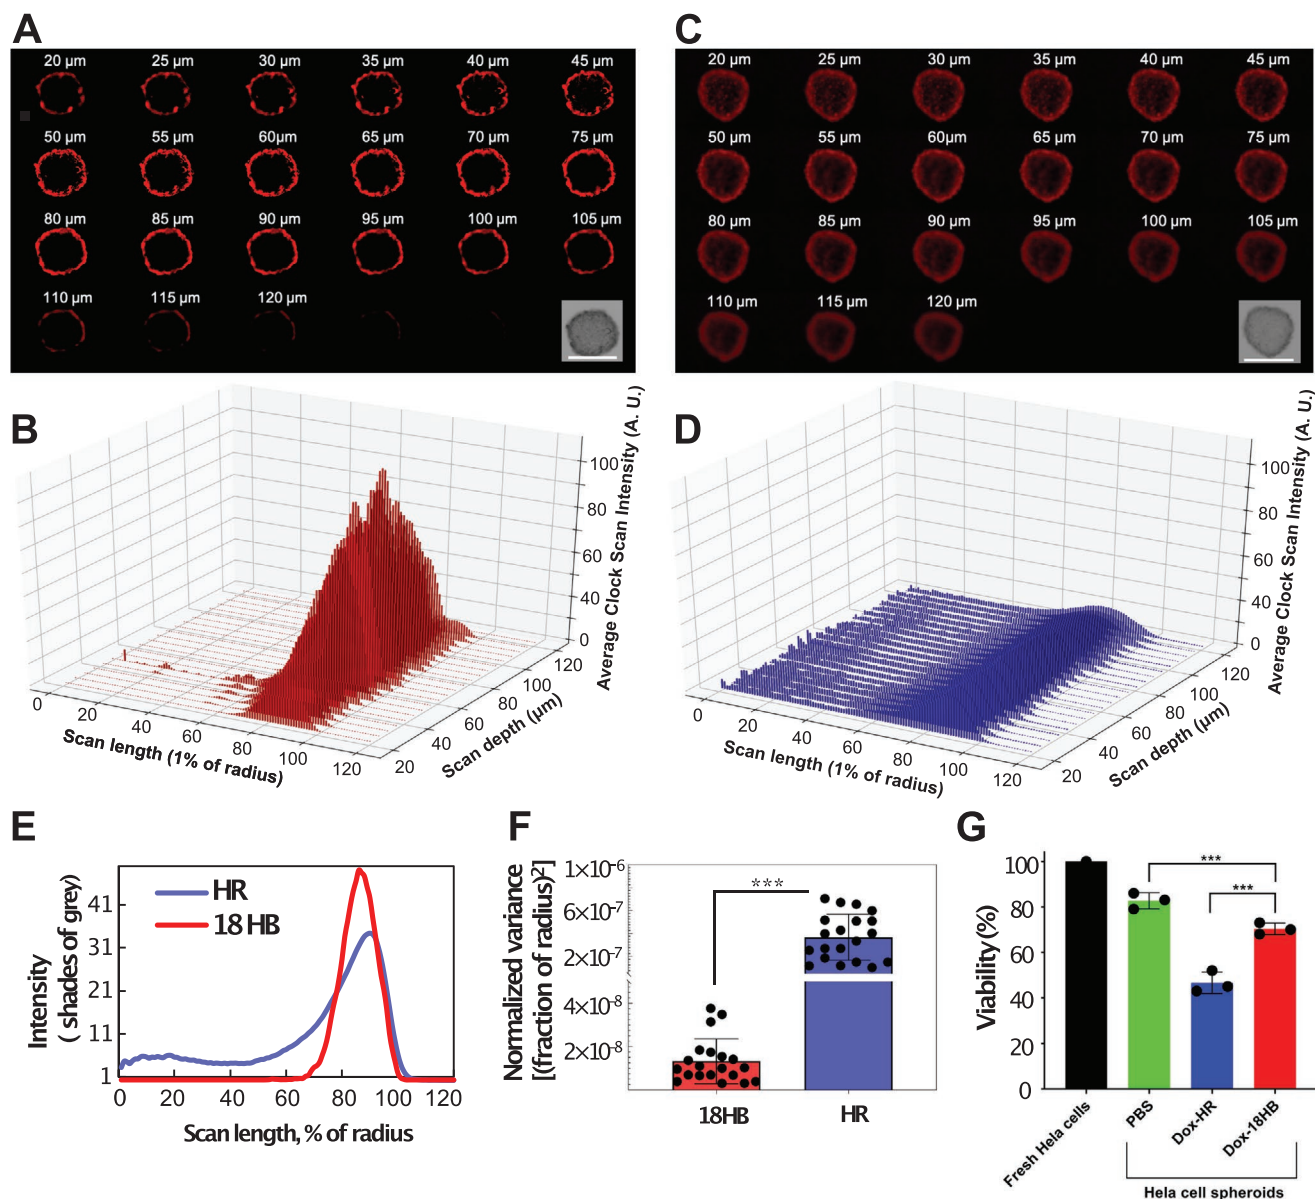 A
20 µm 25 µm 30 µm 35 µm 40 µm 45 µm
50 µm 55 µm 60µm 65 µm 70 µm 75 µm
80 µm 85 µm 90 µm 95 µm 100 µm 105 µm
110 µm 115 µm 120 µm
C
20 µm 25 µm 30 µm 35 µm 40 µm 45 µm
50 µm 55 µm 60µm 65 µm 70 µm 75 µm
80 µm 85 µm 90 µm 95 µm 100 µm 105 µm
110 µm 115 µm 120 µm
B
Average Clock Scan Intensity (A. U.)
100
80
60
40
20
0
0 20 40 60 80 100 120
Scan length (1% of radius)
20 40 60 80 100 120
Scan depth (µm)
D
Average Clock Scan Intensity (A. U.)
100
80
60
40
20
0
0 20 40 60 80 100 120
Scan length (1% of radius)
20 40 60 80 100 120
Scan depth (µm)
E
Intensity
( shades of grey)
41
31
21
11
1
HR
18 HB
0 20 40 60 80 100 120
Scan length, % of radius
F
Normalized variance
[(fraction of radius)²]
1×10⁻⁶
6×10⁻⁷
2×10⁻⁷
4×10⁻⁸
2×10⁻⁸
***
18HB HR
G
Viability (%)
100
80
60
40
20
0
***
***
Fresh Hela cells
PBS
Dox-HR
Dox-18HB
Hela cell spheroids